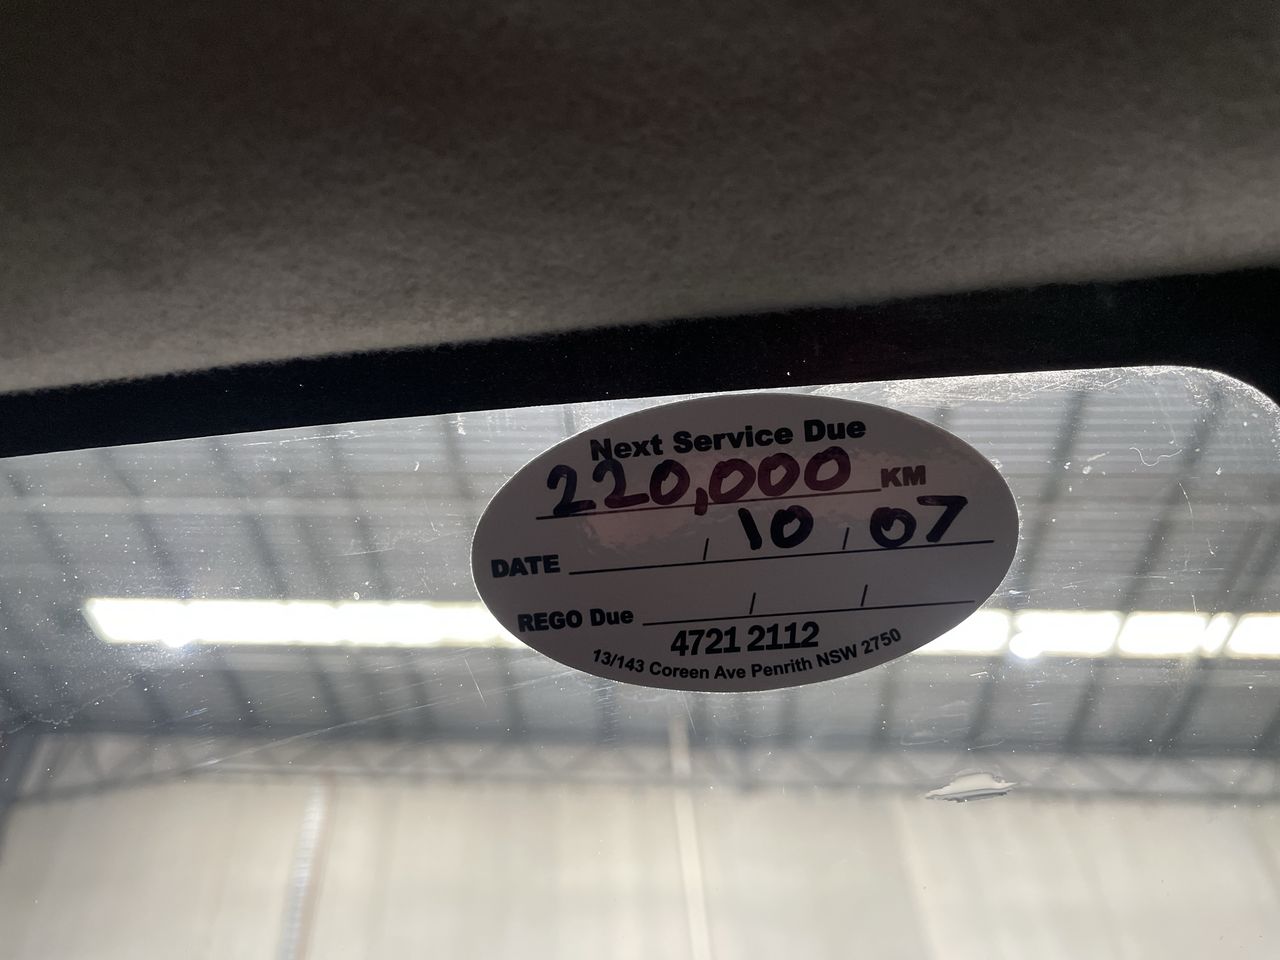 Next Service Due
220,000 KM
DATE / 10 / 07
REGO Due / /
4721 2112
13/143 Coreen Ave Penrith NSW 2750